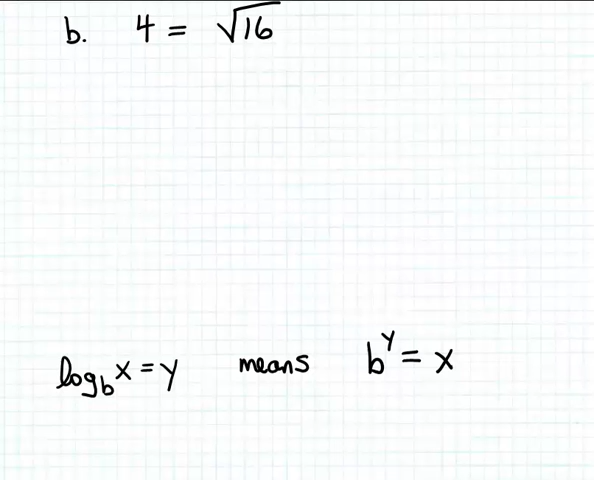 b. 4 = √16
log_b x = y means b^y = x